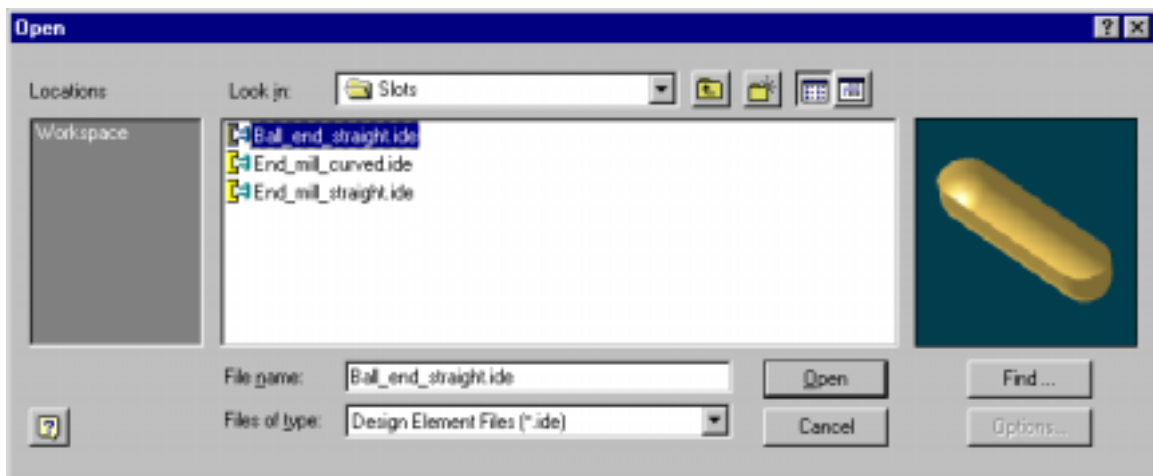 Open
Locations
Look in:
Slots
Workspace
Ball_end_straight.ide
End_mill_curved.ide
End_mill_straight.ide
File name:
Ball_end_straight.ide
Open
Find ...
Files of type:
Design Element Files (*.ide)
Cancel
Options...